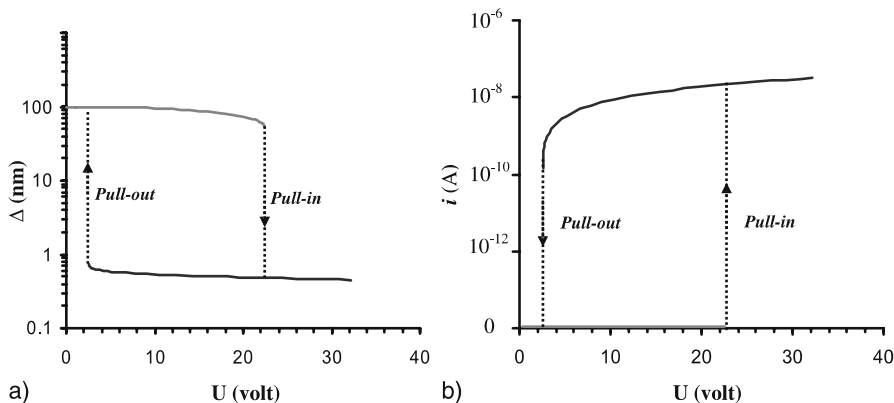 Δ (nm)
100
10
1
0.1
Pull-out
Pull-in
0 10 20 30 40
U (volt)
a)
i (A)
10⁻⁶
10⁻⁸
10⁻¹⁰
10⁻¹²
0
Pull-out
Pull-in
0 10 20 30 40
U (volt)
b)